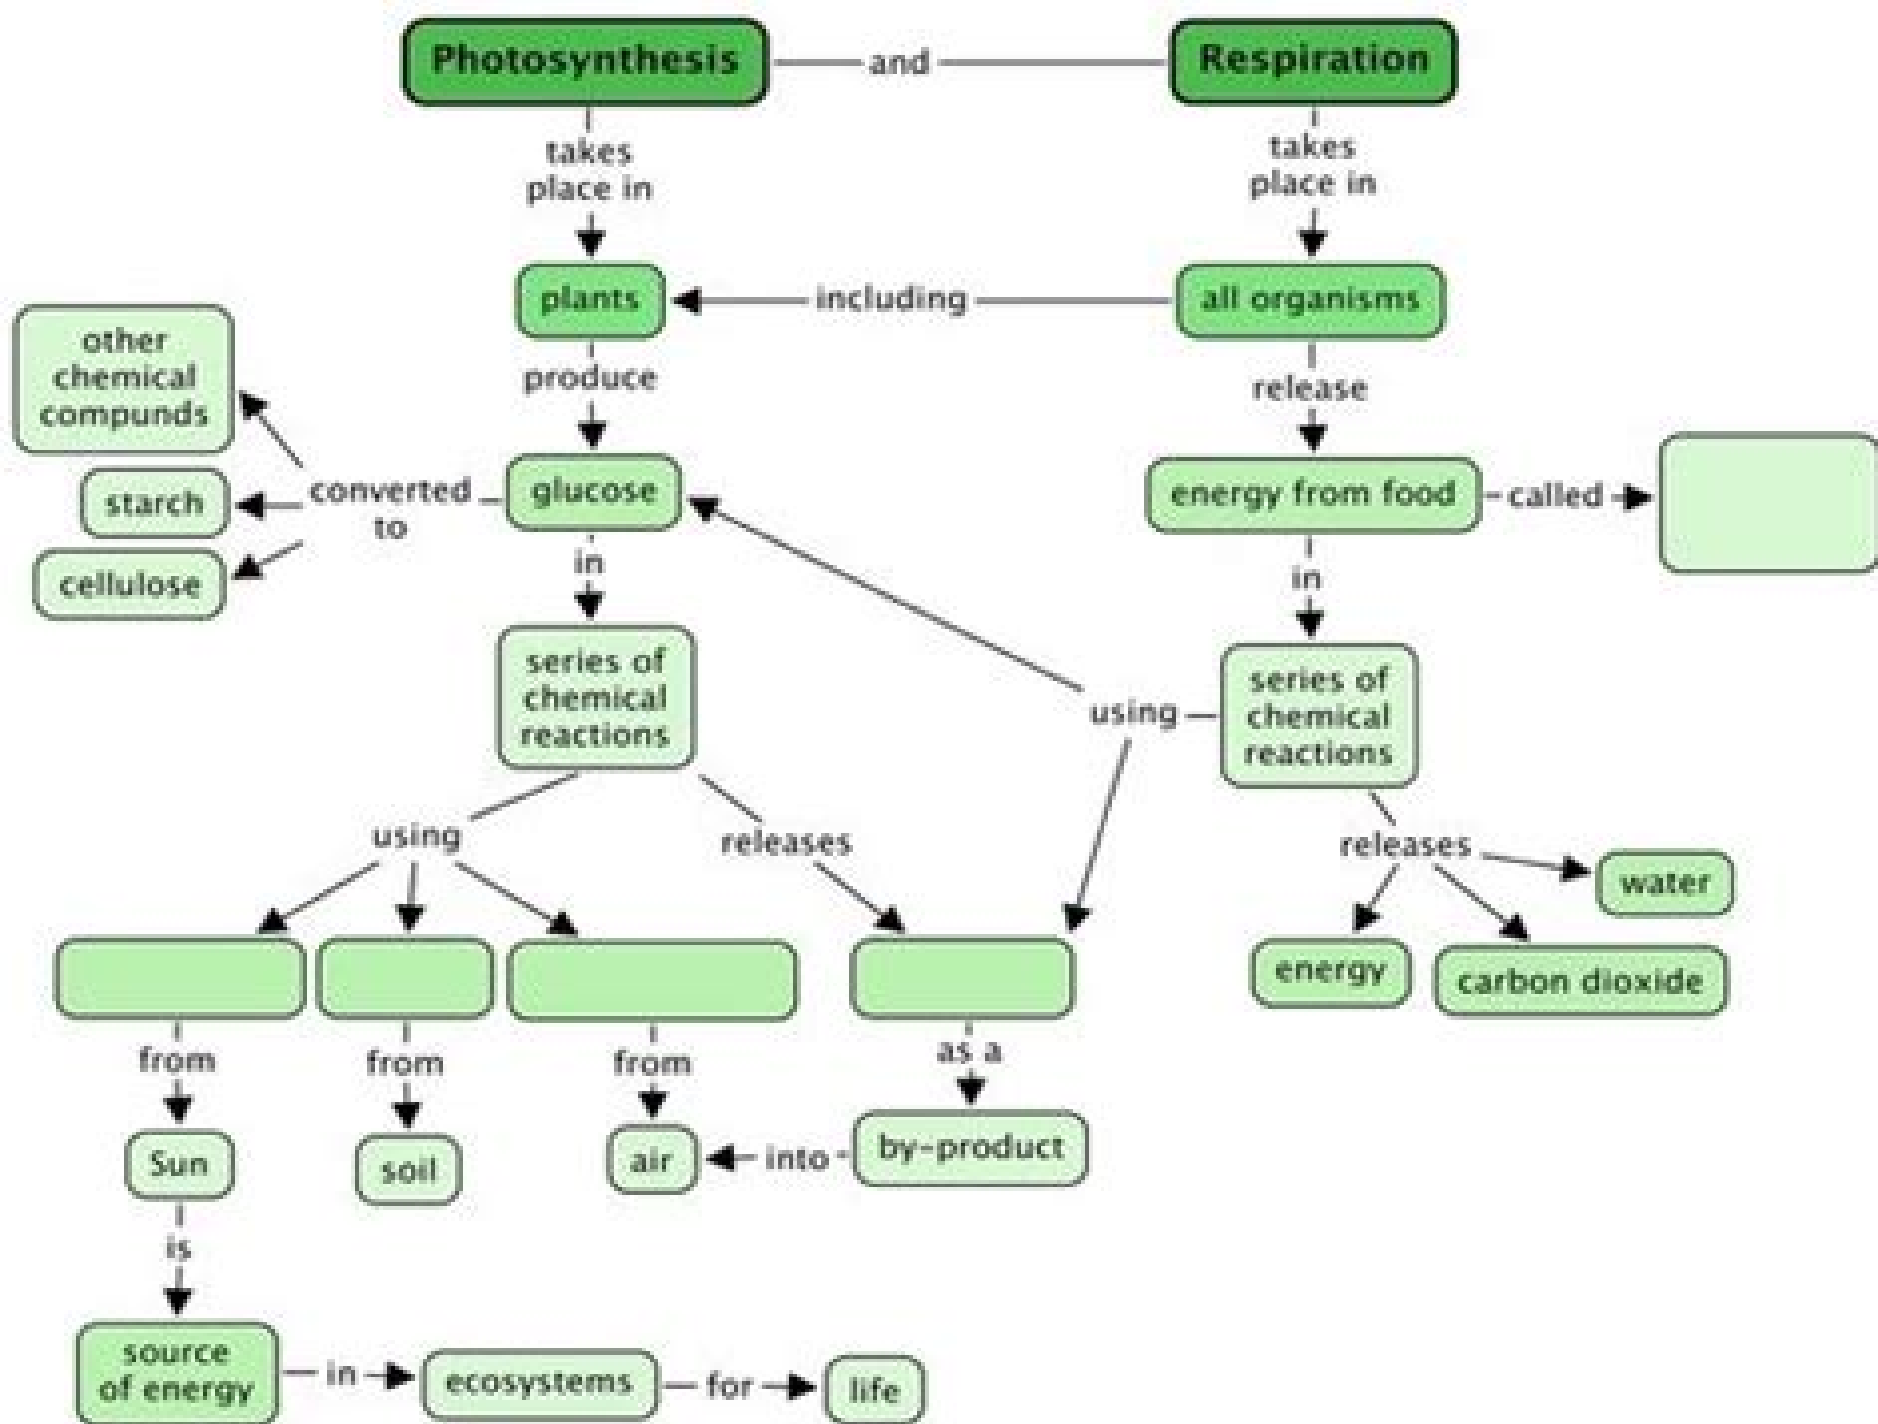 Photosynthesis
and
Respiration
takes
place in
takes
place in
plants
including
all organisms
other
chemical
compunds
produce
release
starch
converted
to
glucose
energy from food
called
cellulose
in
in
series of
chemical
reactions
using
series of
chemical
reactions
using
releases
releases
water
energy
carbon dioxide
from
from
from
as a
Sun
soil
air
into
by-product
is
source
of energy
in
ecosystems
for
life